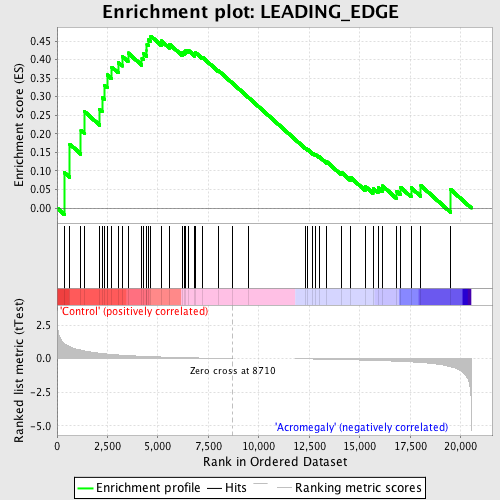 Enrichment plot: LEADING_EDGE
Enrichment score (ES)
0.45
0.40
0.35
0.30
0.25
0.20
0.15
0.10
0.05
0.00
'Control' (positively correlated)
Ranked list metric (tTest)
2.5
0.0
-2.5
-5.0
Zero cross at 8710
'Acromegaly' (negatively correlated)
0 2,500 5,000 7,500 10,000 12,500 15,000 17,500 20,000
Rank in Ordered Dataset
Enrichment profile Hits Ranking metric scores